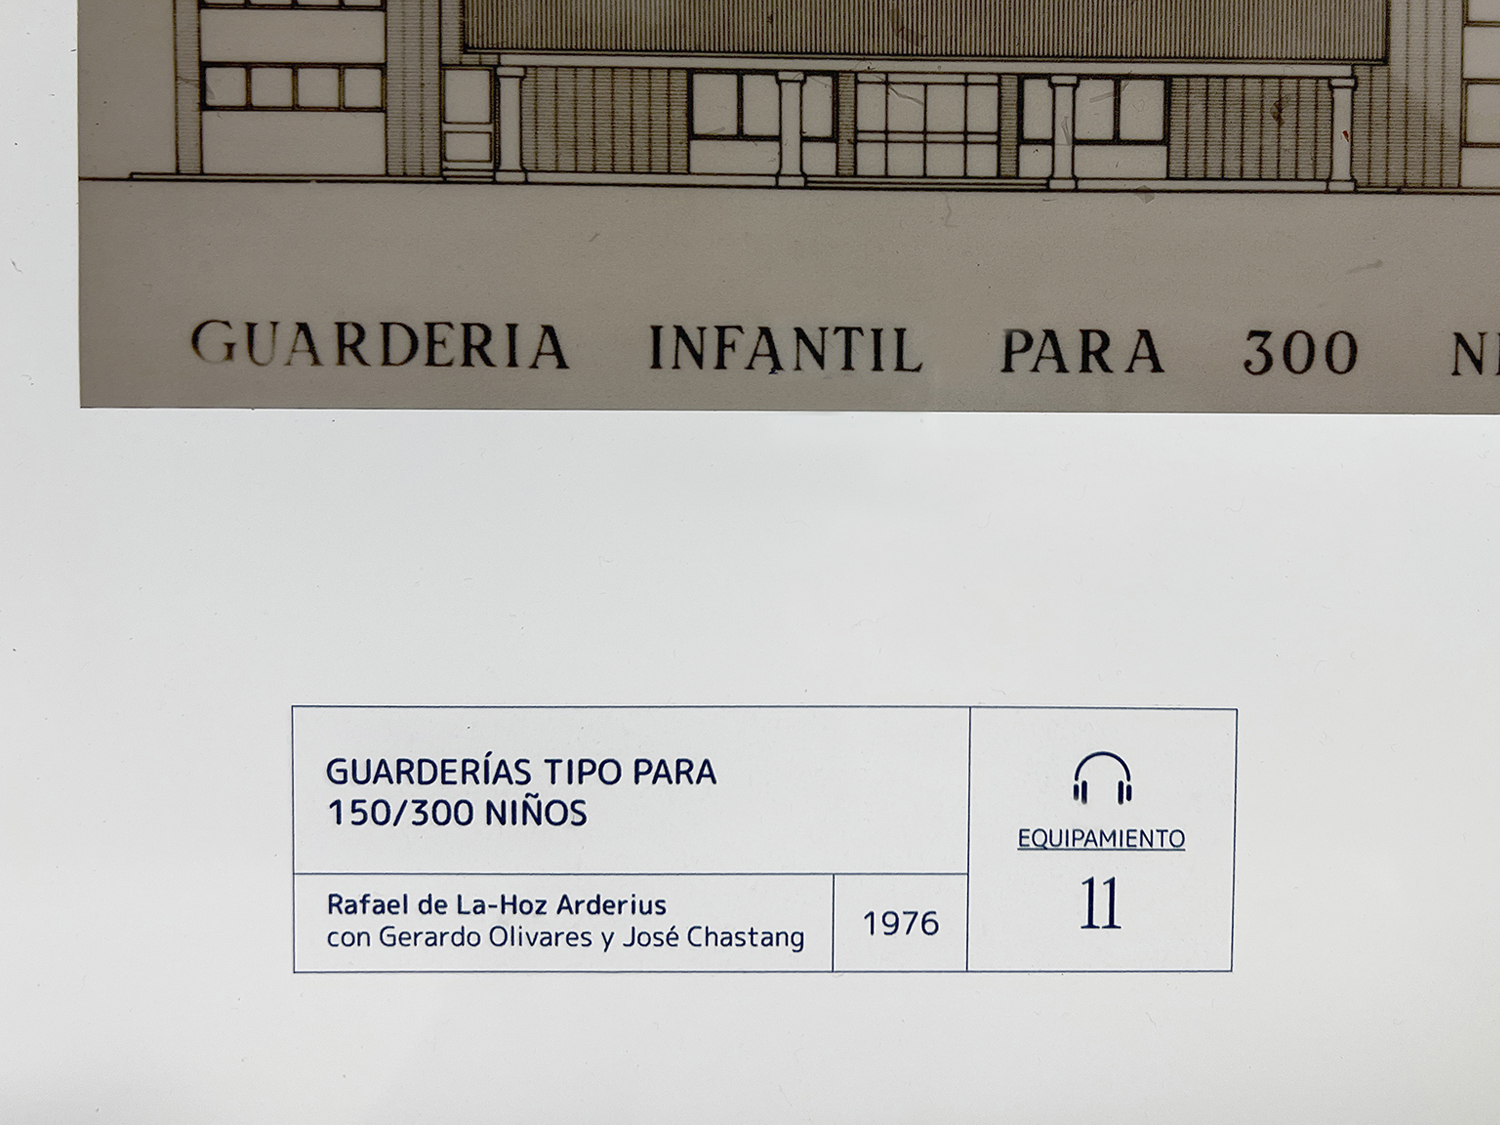 GUARDERIA INFANTIL PARA 300
GUARDERÍAS TIPO PARA
150/300 NIÑOS
Rafael de La-Hoz Arderius
con Gerardo Olivares y José Chastang
1976
EQUIPAMIENTO
11